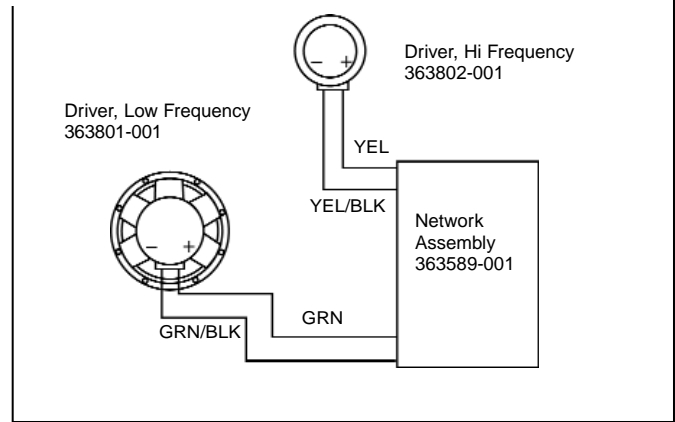 Driver, Hi Frequency
363802-001
Driver, Low Frequency
363801-001
– +
YEL
YEL/BLK
Network
Assembly
363589-001
– +
GRN
GRN/BLK